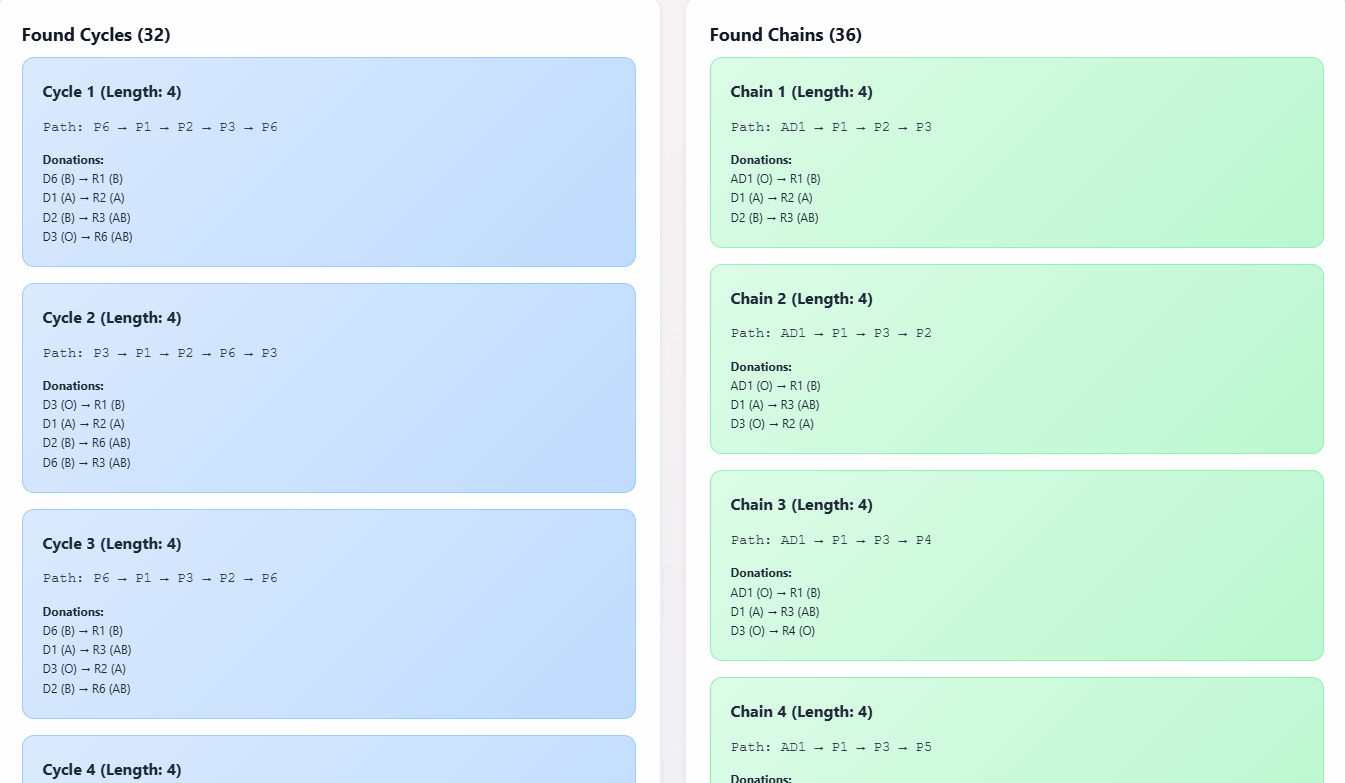 Found Cycles (32)
Cycle 1 (Length: 4)
Path: P6 → P1 → P2 → P3 → P6
Donations:
D6 (B) → R1 (B)
D1 (A) → R2 (A)
D2 (B) → R3 (AB)
D3 (O) → R6 (AB)
Cycle 2 (Length: 4)
Path: P3 → P1 → P2 → P6 → P3
Donations:
D3 (O) → R1 (B)
D1 (A) → R2 (A)
D2 (B) → R6 (AB)
D6 (B) → R3 (AB)
Cycle 3 (Length: 4)
Path: P6 → P1 → P3 → P2 → P6
Donations:
D6 (B) → R1 (B)
D1 (A) → R3 (AB)
D3 (O) → R2 (A)
D2 (B) → R6 (AB)
Cycle 4 (Length: 4)
Found Chains (36)
Chain 1 (Length: 4)
Path: AD1 → P1 → P2 → P3
Donations:
AD1 (O) → R1 (B)
D1 (A) → R2 (A)
D2 (B) → R3 (AB)
Chain 2 (Length: 4)
Path: AD1 → P1 → P3 → P2
Donations:
AD1 (O) → R1 (B)
D1 (A) → R3 (AB)
D3 (O) → R2 (A)
Chain 3 (Length: 4)
Path: AD1 → P1 → P3 → P4
Donations:
AD1 (O) → R1 (B)
D1 (A) → R3 (AB)
D3 (O) → R4 (O)
Chain 4 (Length: 4)
Path: AD1 → P1 → P3 → P5
Donations: